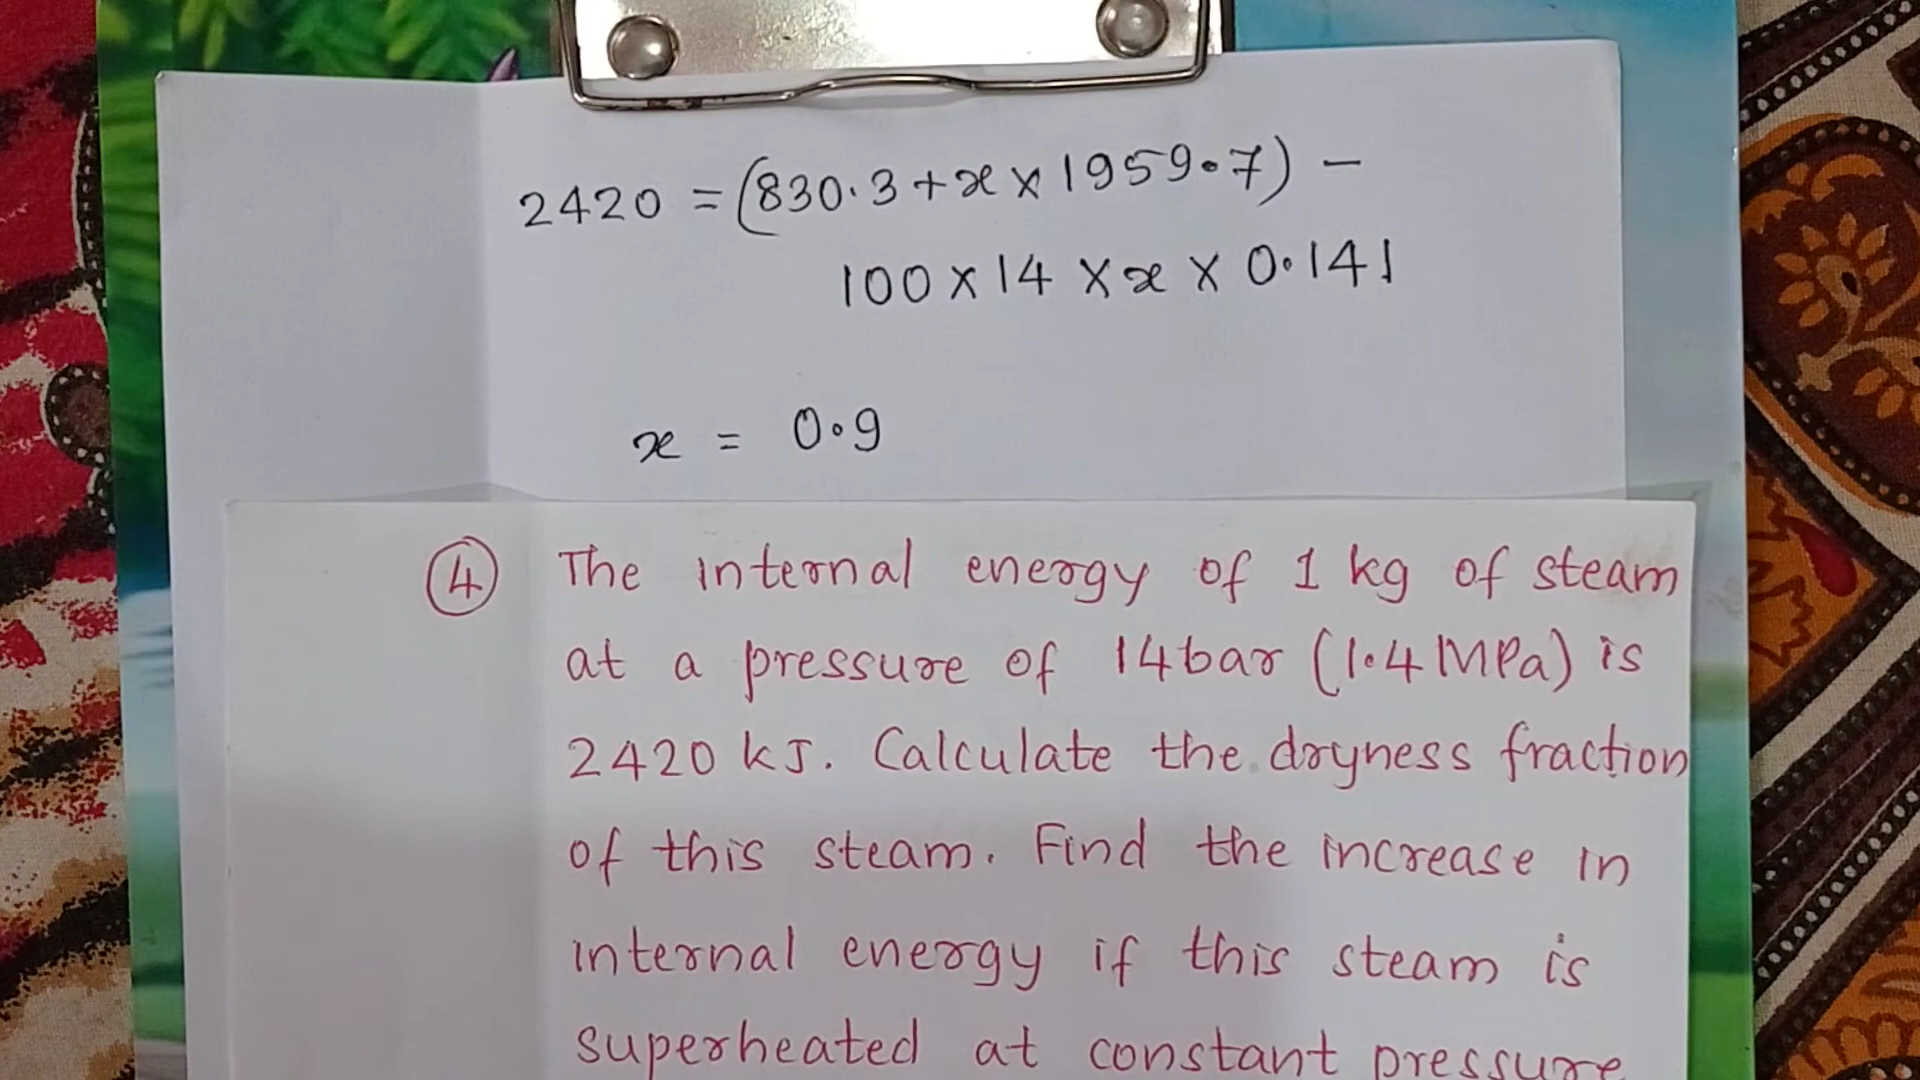 2420 = (830.3 + x × 1959.7) −
100 × 14 × x × 0.141
x = 0.9
④ The internal energy of 1 kg of steam
at a pressure of 14 bar (1.4 MPa) is
2420 kJ. Calculate the dryness fraction
of this steam. Find the increase in
internal energy if this steam is
superheated at constant pressure